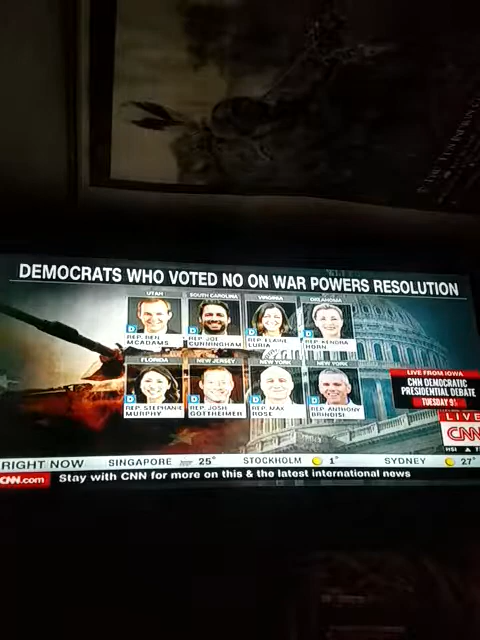 DEMOCRATS WHO VOTED NO ON WAR POWERS RESOLUTION
UTAH
SOUTH CAROLINA
VIRGINIA
OKLAHOMA
D
D
D
D
REP. BEN MCADAMS
REP. JOE CUNNINGHAM
REP. ELAINE LURIA
REP. KENDRA HORN
FLORIDA
NEW JERSEY
NEW YORK
NEW YORK
D
D
D
D
REP. STEPHANIE MURPHY
REP. JOSH GOTTHEIMER
REP. MAX ROSE
REP. ANTHONY BRINDISI
LIVE FROM IOWA
CNN DEMOCRATIC
PRESIDENTIAL DEBATE
TUESDAY
LIVE
CNN
HSI
RIGHT NOW SINGAPORE 25° STOCKHOLM 1° SYDNEY 27°
CNN.com Stay with CNN for more on this & the latest international news